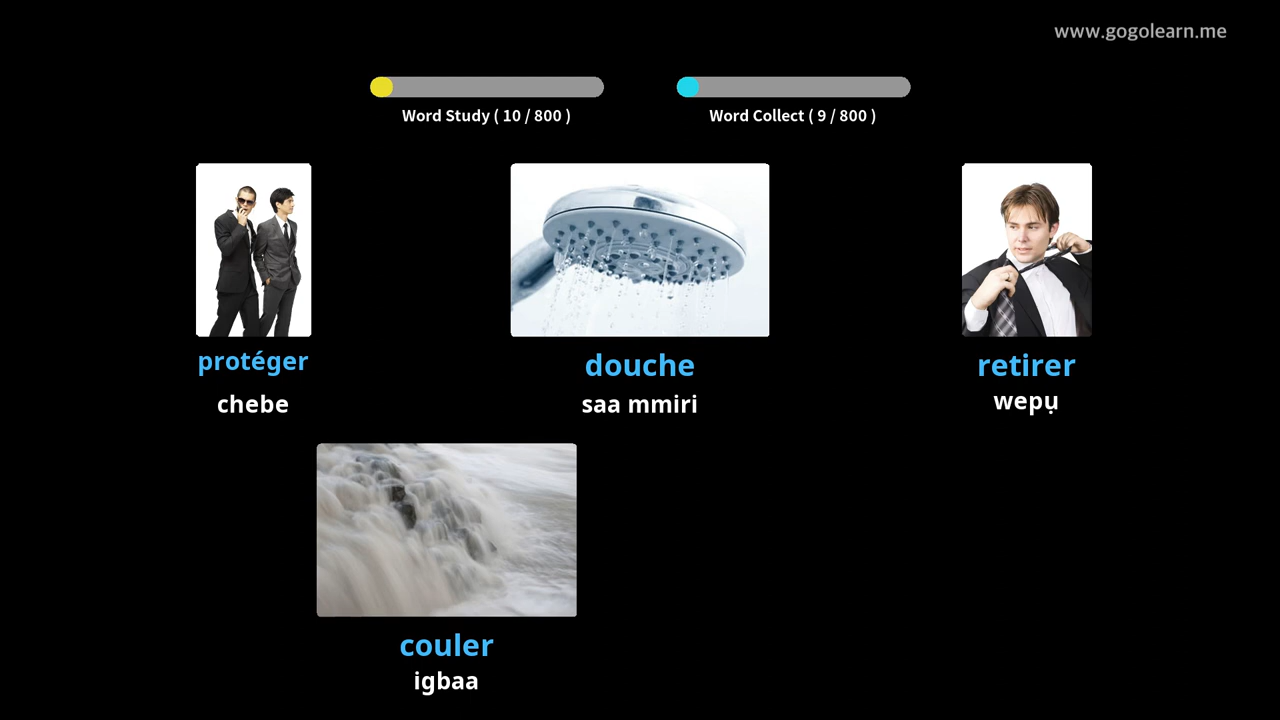 www.gogolearn.me
Word Study ( 10 / 800 )
Word Collect ( 9 / 800 )
protéger
chebe
douche
saa mmiri
retirer
wepụ
couler
igbaa